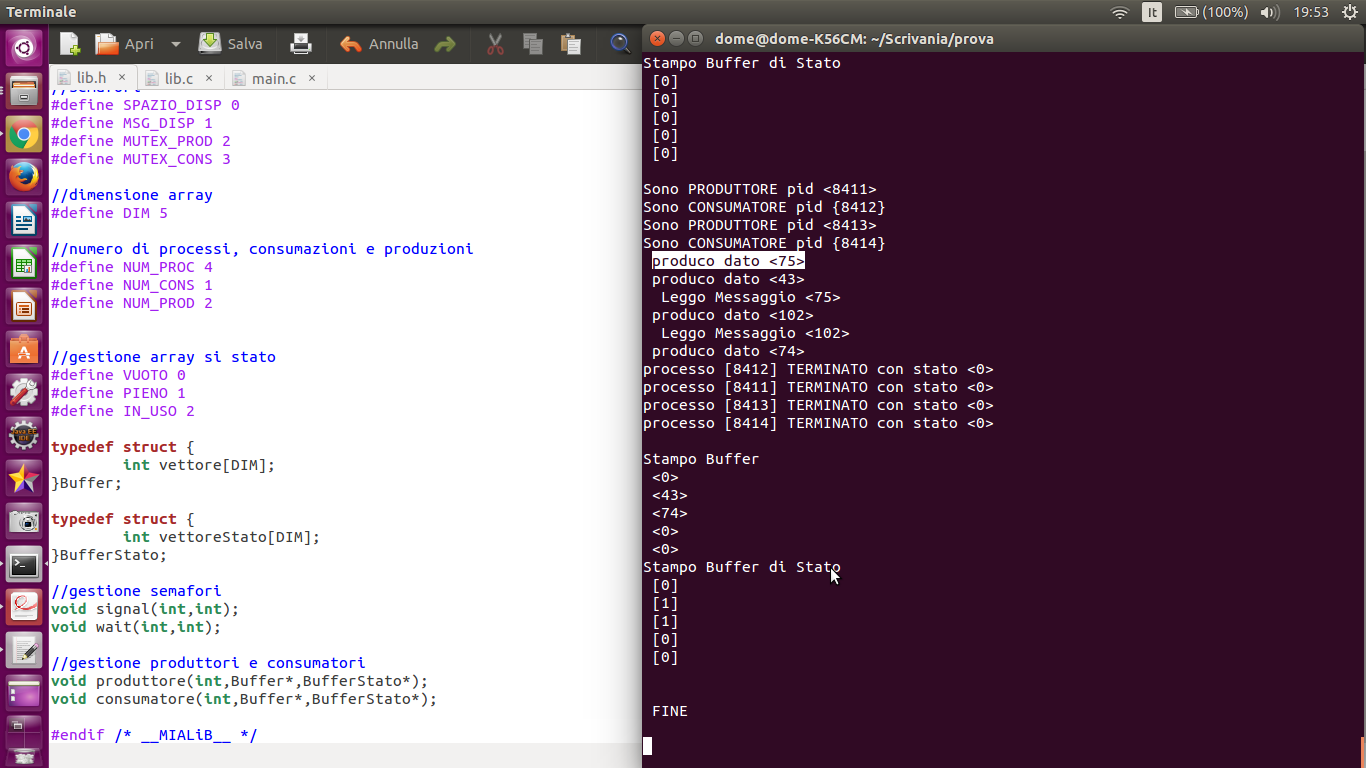 Terminale
It
(100%)
19:53
Apri
Salva
Annulla
lib.h ×
lib.c ×
main.c ×
#define SPAZIO_DISP 0
#define MSG_DISP 1
#define MUTEX_PROD 2
#define MUTEX_CONS 3
//dimensione array
#define DIM 5
//numero di processi, consumazioni e produzioni
#define NUM_PROC 4
#define NUM_CONS 1
#define NUM_PROD 2
//gestione array si stato
#define VUOTO 0
#define PIENO 1
#define IN_USO 2
typedef struct {
int vettore[DIM];
}Buffer;
typedef struct {
int vettoreStato[DIM];
}BufferStato;
//gestione semafori
void signal(int,int);
void wait(int,int);
//gestione produttori e consumatori
void produttore(int,Buffer*,BufferStato*);
void consumatore(int,Buffer*,BufferStato*);
#endif /* __MIALiB__ */
dome@dome-K56CM: ~/Scrivania/prova
Stampo Buffer di Stato
[0]
[0]
[0]
[0]
[0]
Sono PRODUTTORE pid <8411>
Sono CONSUMATORE pid {8412}
Sono PRODUTTORE pid <8413>
Sono CONSUMATORE pid {8414}
produco dato <75>
produco dato <43>
Leggo Messaggio <75>
produco dato <102>
Leggo Messaggio <102>
produco dato <74>
processo [8412] TERMINATO con stato <0>
processo [8411] TERMINATO con stato <0>
processo [8413] TERMINATO con stato <0>
processo [8414] TERMINATO con stato <0>
Stampo Buffer
<0>
<43>
<74>
<0>
<0>
Stampo Buffer di Stato
[0]
[1]
[1]
[0]
[0]
FINE